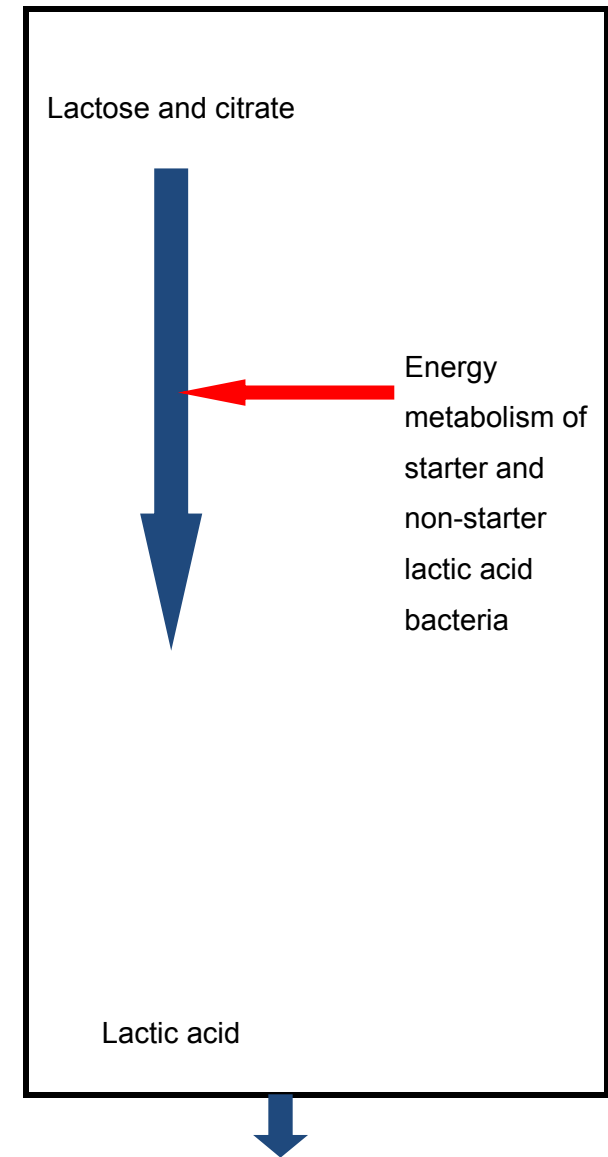 Lactose and citrate
Energy
metabolism of
starter and
non-starter
lactic acid
bacteria
Lactic acid